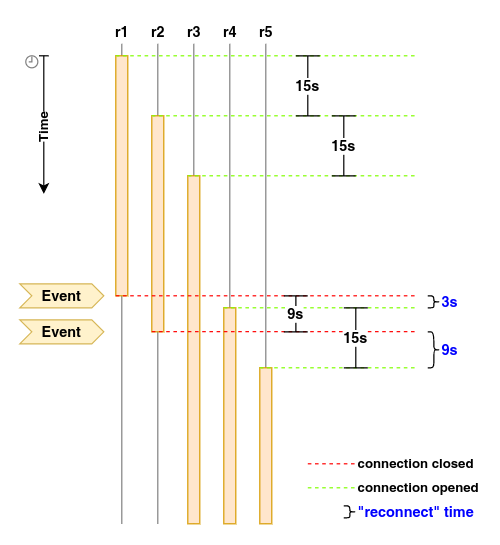 r1 r2 r3 r4 r5
15s
Time
15s
Event
3s
9s
Event
15s
9s
connection closed
connection opened
"reconnect" time